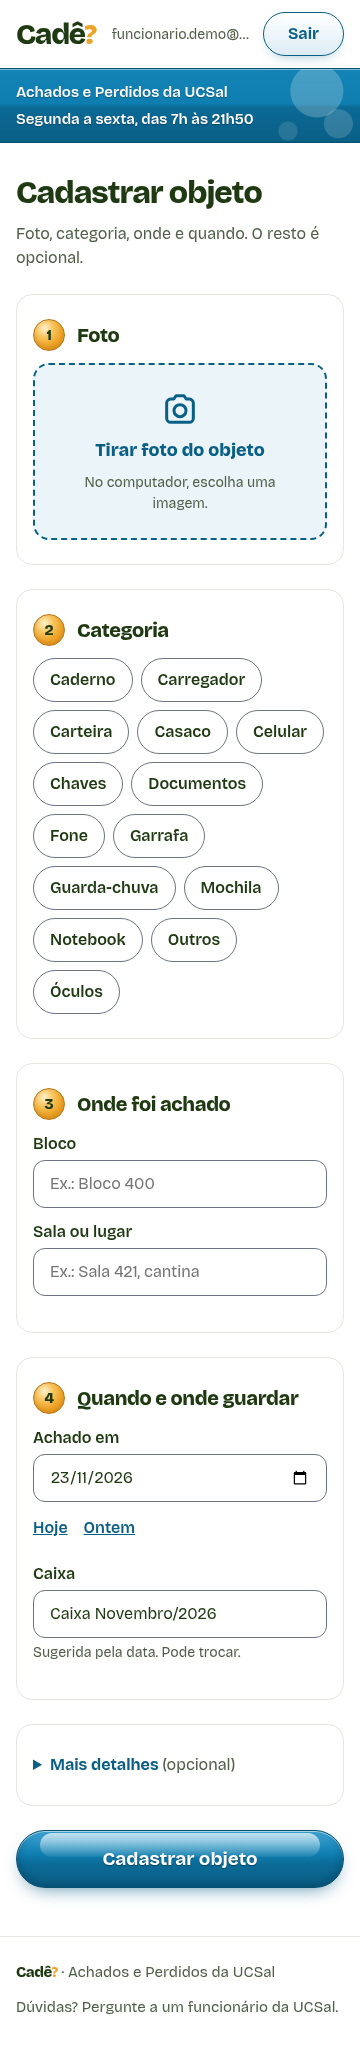 Cadê?
funcionario.demo@...
Sair
Achados e Perdidos da UCSal
Segunda a sexta, das 7h às 21h50
Cadastrar objeto
Foto, categoria, onde e quando. O resto é
opcional.
1 Foto
Tirar foto do objeto
No computador, escolha uma
imagem.
2 Categoria
Caderno
Carregador
Carteira
Casaco
Celular
Chaves
Documentos
Fone
Garrafa
Guarda-chuva
Mochila
Notebook
Outros
Óculos
3 Onde foi achado
Bloco
Ex.: Bloco 400
Sala ou lugar
Ex.: Sala 421, cantina
4 Quando e onde guardar
Achado em
23/11/2026
Hoje
Ontem
Caixa
Caixa Novembro/2026
Sugerida pela data. Pode trocar.
Mais detalhes (opcional)
Cadastrar objeto
Cadê? · Achados e Perdidos da UCSal
Dúvidas? Pergunte a um funcionário da UCSal.